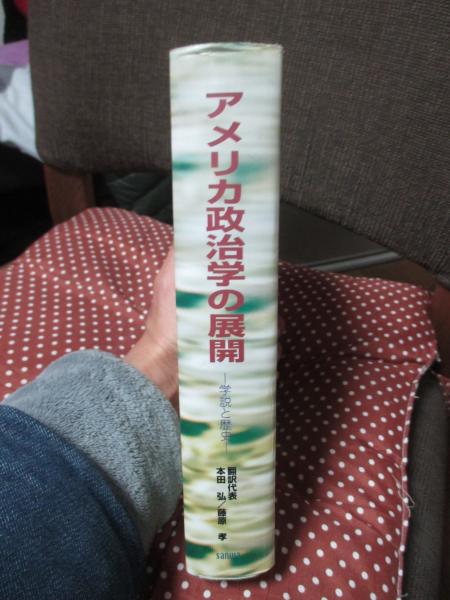 アメリカ政治学の展開
―学説と歴史―
翻訳代表
本田 弘／藤原 孝
sanwa